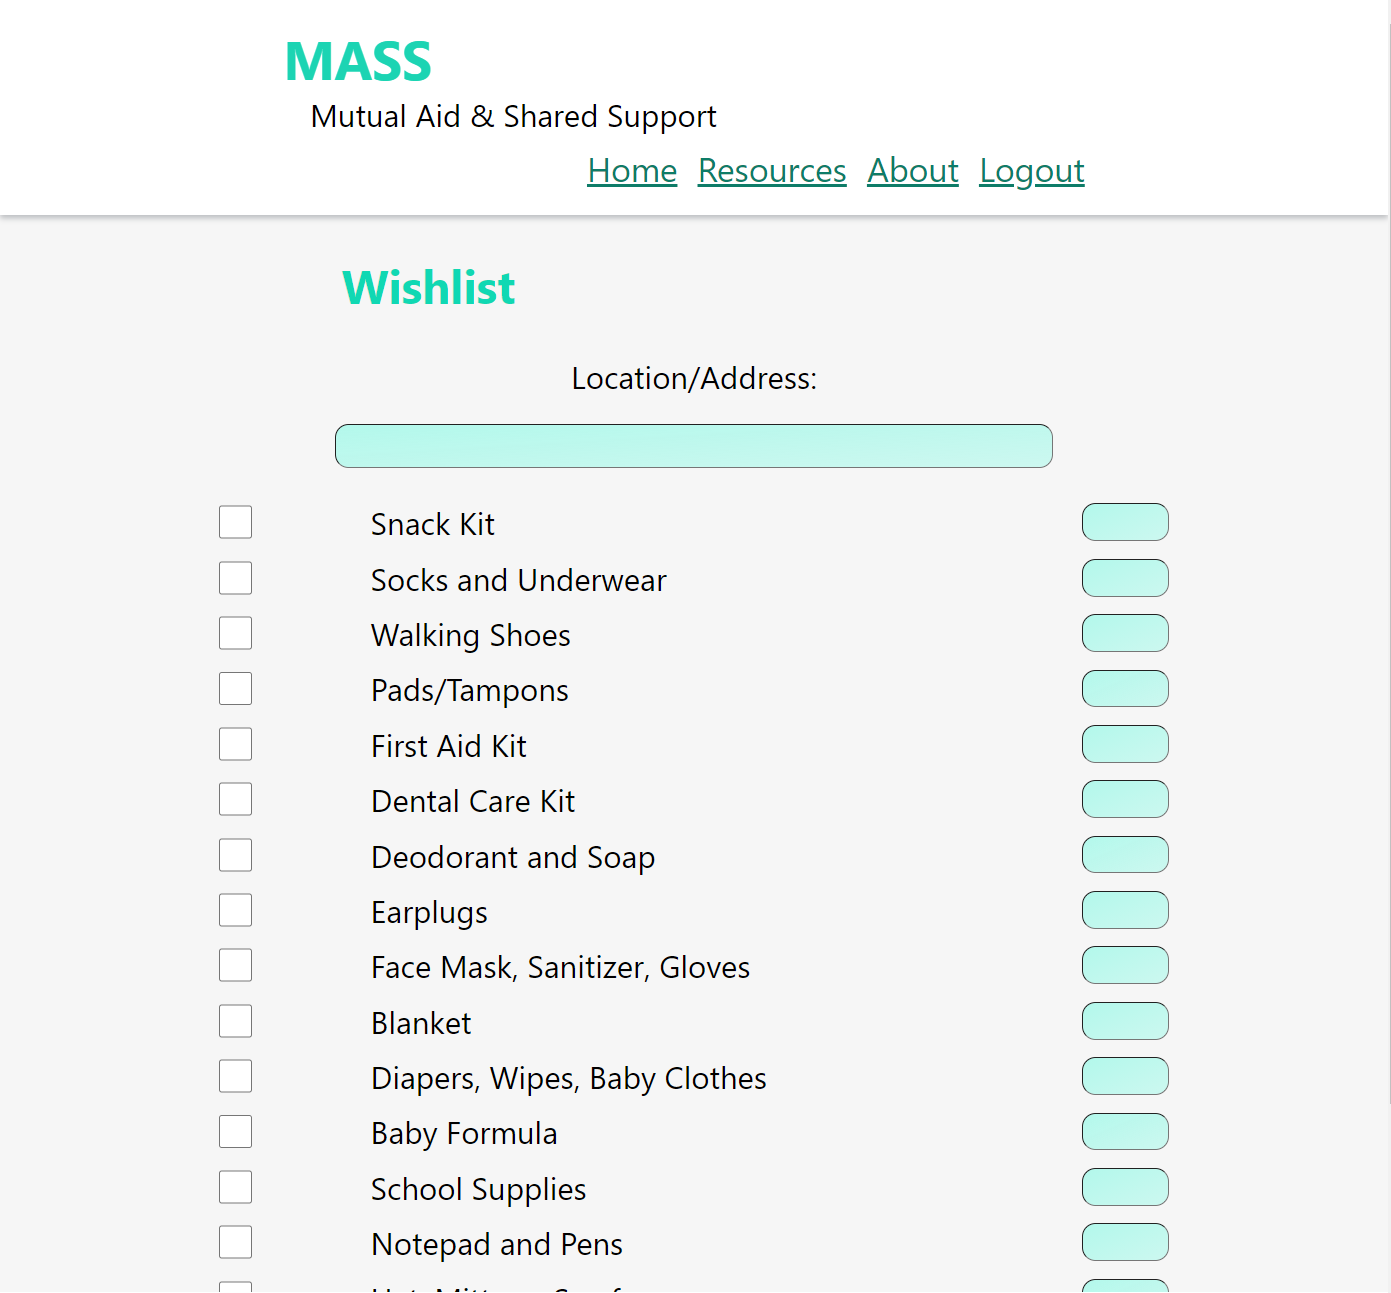 MASS
Mutual Aid & Shared Support
Home Resources About Logout
Wishlist
Location/Address:
Snack Kit
Socks and Underwear
Walking Shoes
Pads/Tampons
First Aid Kit
Dental Care Kit
Deodorant and Soap
Earplugs
Face Mask, Sanitizer, Gloves
Blanket
Diapers, Wipes, Baby Clothes
Baby Formula
School Supplies
Notepad and Pens